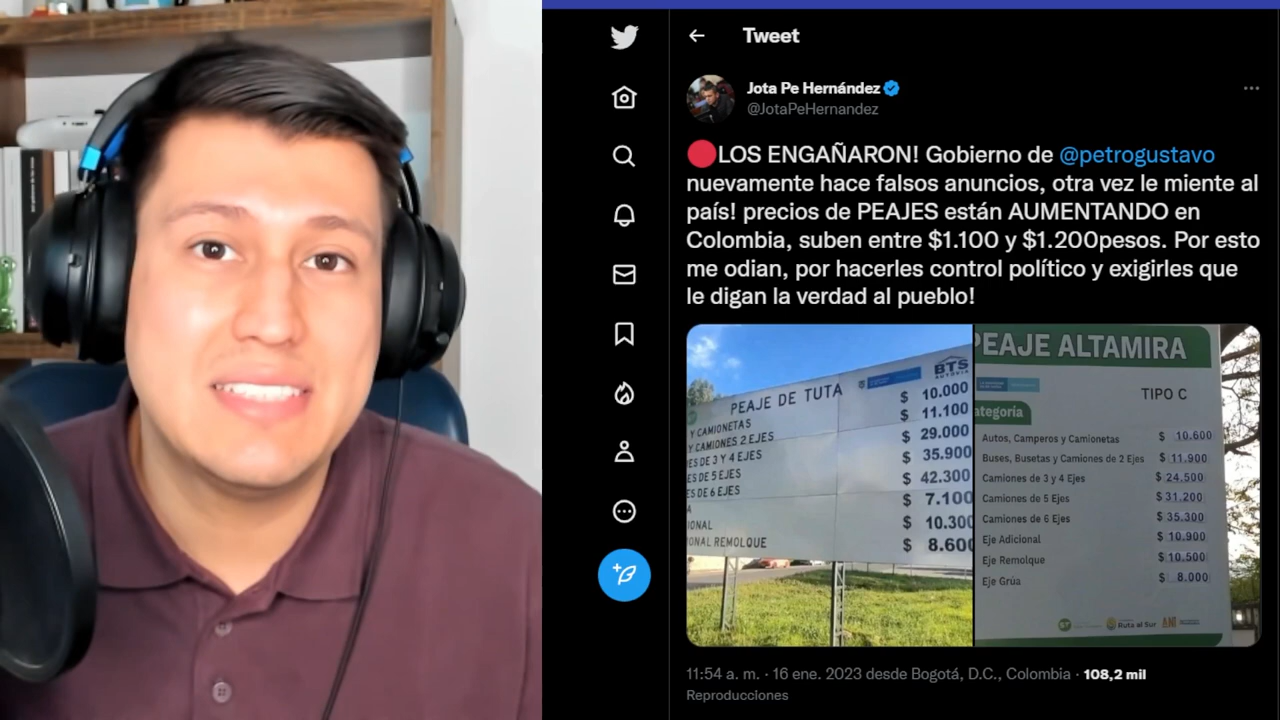 Tweet
Jota Pe Hernández
@JotaPeHernandez
LOS ENGAÑARON! Gobierno de @petrogustavo
nuevamente hace falsos anuncios, otra vez le miente al
país! precios de PEAJES están AUMENTANDO en
Colombia, suben entre $1.100 y $1.200pesos. Por esto
me odian, por hacerles control político y exigirles que
le digan la verdad al pueblo!
BTS
AUTOVIA
PEAJE DE TUTA
Y CAMIONETAS $ 10.000
Y CAMIONES 2 EJES $ 11.100
ES DE 3 Y 4 EJES $ 29.000
ES DE 5 EJES $ 35.900
ES DE 6 EJES $ 42.300
A $ 7.100
IONAL $ 10.300
IONAL REMOLQUE $ 8.600
PEAJE ALTAMIRA
TIPO C
ategoría
Autos, Camperos y Camionetas $ 10.600
Buses, Busetas y Camiones de 2 Ejes $ 11.900
Camiones de 3 y 4 Ejes $ 24.500
Camiones de 5 Ejes $ 31.200
Camiones de 6 Ejes $ 35.300
Eje Adicional $ 10.900
Eje Remolque $ 10.500
Eje Grúa $ 8.000
Ruta al Sur ANI
11:54 a. m. · 16 ene. 2023 desde Bogotá, D.C., Colombia · 108,2 mil
Reproducciones